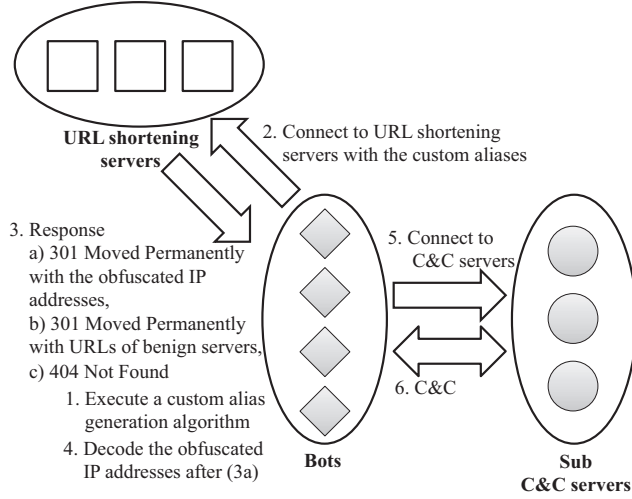 URL shortening
servers
2. Connect to URL shortening
servers with the custom aliases
3. Response
a) 301 Moved Permanently
with the obfuscated IP
addresses,
b) 301 Moved Permanently
with URLs of benign servers,
c) 404 Not Found
1. Execute a custom alias
generation algorithm
4. Decode the obfuscated
IP addresses after (3a)
5. Connect to
C&C servers
6. C&C
Bots
Sub
C&C servers